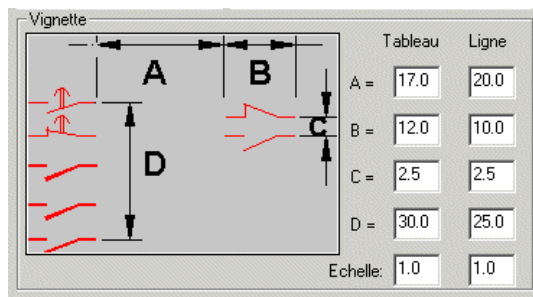 Vignette
Tableau Ligne
A B
C
D
A = 17.0 20.0
B = 12.0 10.0
C = 2.5 2.5
D = 30.0 25.0
Echelle: 1.0 1.0